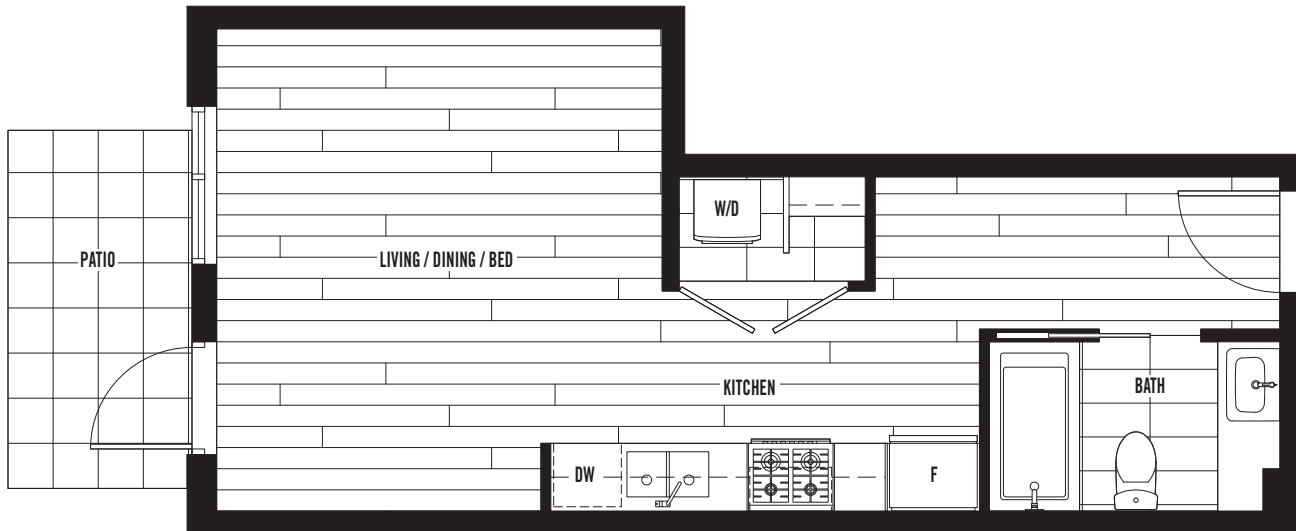 W/D
PATIO
LIVING / DINING / BED
KITCHEN
BATH
DW
F